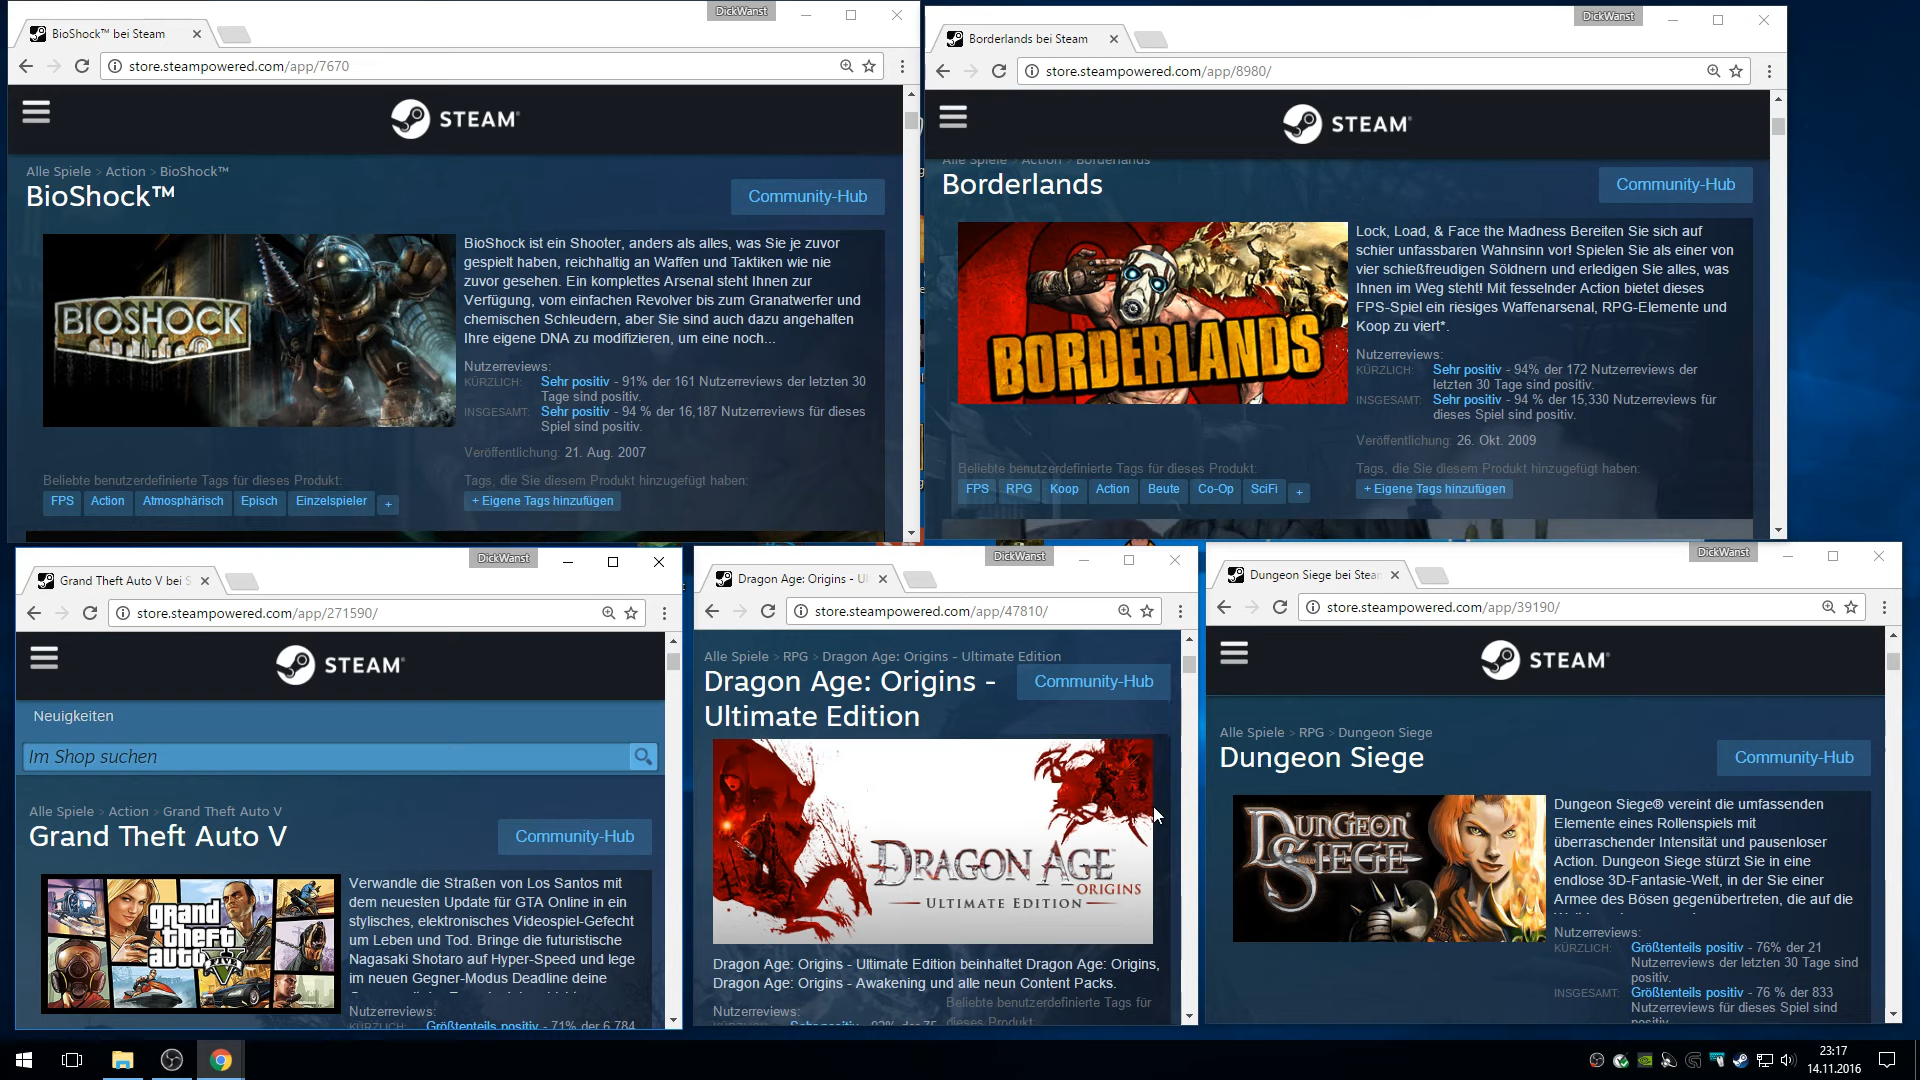 DickWanst
BioShock™ bei Steam
store.steampowered.com/app/7670
STEAM
Alle Spiele > Action > BioShock™
BioShock™
Community-Hub
BIOSHOCK
BioShock ist ein Shooter, anders als alles, was Sie je zuvor
gespielt haben, reichhaltig an Waffen und Taktiken wie nie
zuvor gesehen. Ein komplettes Arsenal steht Ihnen zur
Verfügung, vom einfachen Revolver bis zum Granatwerfer und
chemischen Schleudern, aber Sie sind auch dazu angehalten
Ihre eigene DNA zu modifizieren, um eine noch...
Nutzerreviews:
KÜRZLICH: Sehr positiv - 91% der 161 Nutzerreviews der letzten 30
Tage sind positiv.
INSGESAMT: Sehr positiv - 94 % der 16,187 Nutzerreviews für dieses
Spiel sind positiv.
Veröffentlichung: 21. Aug. 2007
Beliebte benutzerdefinierte Tags für dieses Produkt:
FPS Action Atmosphärisch Episch Einzelspieler +
Tags, die Sie diesem Produkt hinzugefügt haben:
+ Eigene Tags hinzufügen
DickWanst
Borderlands bei Steam
store.steampowered.com/app/8980/
STEAM
Alle Spiele > Action > Borderlands
Borderlands
Community-Hub
BORDERLANDS
Lock, Load, & Face the Madness Bereiten Sie sich auf
schier unfassbaren Wahnsinn vor! Spielen Sie als einer von
vier schießfreudigen Söldnern und erledigen Sie alles, was
Ihnen im Weg steht! Mit fesselnder Action bietet dieses
FPS-Spiel ein riesiges Waffenarsenal, RPG-Elemente und
Koop zu viert*.
Nutzerreviews:
KÜRZLICH: Sehr positiv - 94% der 172 Nutzerreviews der
letzten 30 Tage sind positiv.
INSGESAMT: Sehr positiv - 94 % der 15,330 Nutzerreviews für
dieses Spiel sind positiv.
Veröffentlichung: 26. Okt. 2009
Beliebte benutzerdefinierte Tags für dieses Produkt:
FPS RPG Koop Action Beute Co-Op SciFi +
Tags, die Sie diesem Produkt hinzugefügt haben:
+ Eigene Tags hinzufügen
DickWanst
Grand Theft Auto V bei S
store.steampowered.com/app/271590/
STEAM
Neuigkeiten
Im Shop suchen
Alle Spiele > Action > Grand Theft Auto V
Grand Theft Auto V
Community-Hub
grand
theft
auto V
Verwandle die Straßen von Los Santos mit
dem neuesten Update für GTA Online in ein
stylisches, elektronisches Videospiel-Gefecht
um Leben und Tod. Bringe die futuristische
Nagasaki Shotaro auf Hyper-Speed und lege
im neuen Gegner-Modus Deadline deine
Nutzerreviews:
KÜRZLICH: Größtenteils positiv - 71% der 6,784
DickWanst
Dragon Age: Origins - Ul
store.steampowered.com/app/47810/
Alle Spiele > RPG > Dragon Age: Origins - Ultimate Edition
Dragon Age: Origins -
Ultimate Edition
Community-Hub
DRAGON AGE
ORIGINS
ULTIMATE EDITION
Dragon Age: Origins - Ultimate Edition beinhaltet Dragon Age: Origins,
Dragon Age: Origins - Awakening und alle neun Content Packs.
Beliebte benutzerdefinierte Tags für
Nutzerreviews:
dieses Produkt
DickWanst
Dungeon Siege bei Steam
store.steampowered.com/app/39190/
STEAM
Alle Spiele > RPG > Dungeon Siege
Dungeon Siege
Community-Hub
DUNGEON
SIEGE
Dungeon Siege® vereint die umfassenden
Elemente eines Rollenspiels mit
überraschender Intensität und pausenloser
Action. Dungeon Siege stürzt Sie in eine
endlose 3D-Fantasie-Welt, in der Sie einer
Armee des Bösen gegenübertreten, die auf die
Nutzerreviews:
KÜRZLICH: Größtenteils positiv - 76% der 21
Nutzerreviews der letzten 30 Tage sind
positiv.
INSGESAMT: Größtenteils positiv - 76 % der 833
Nutzerreviews für dieses Spiel sind
positiv.
23:17
14.11.2016